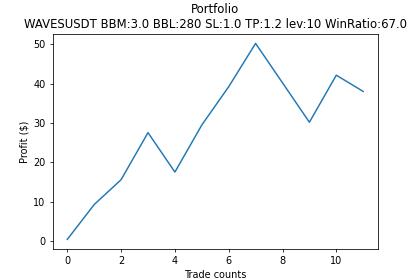 Portfolio
WAVESUSDT BBM:3.0 BBL:280 SL:1.0 TP:1.2 lev:10 WinRatio:67.0
50
40
30
20
10
0
Profit ($)
0 2 4 6 8 10
Trade counts